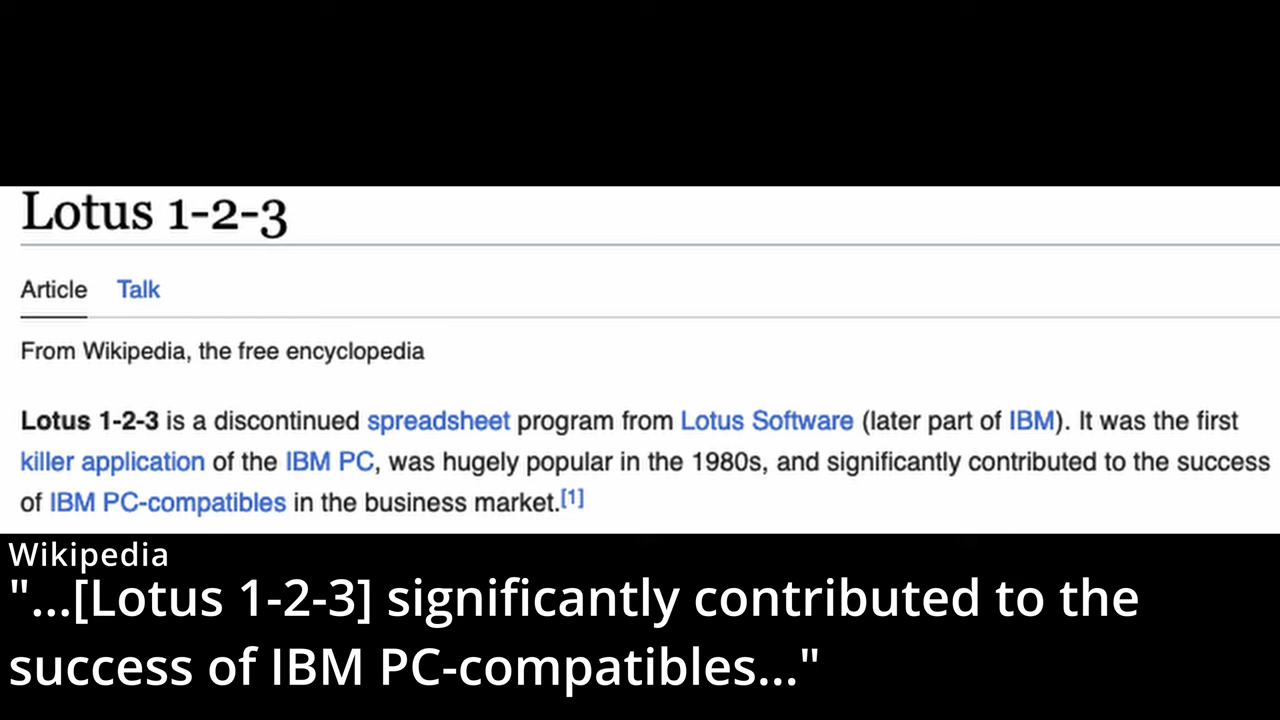 Lotus 1-2-3
Article Talk
From Wikipedia, the free encyclopedia
Lotus 1-2-3 is a discontinued spreadsheet program from Lotus Software (later part of IBM). It was the first
killer application of the IBM PC, was hugely popular in the 1980s, and significantly contributed to the success
of IBM PC-compatibles in the business market.[1]
Wikipedia
"...[Lotus 1-2-3] significantly contributed to the
success of IBM PC-compatibles..."